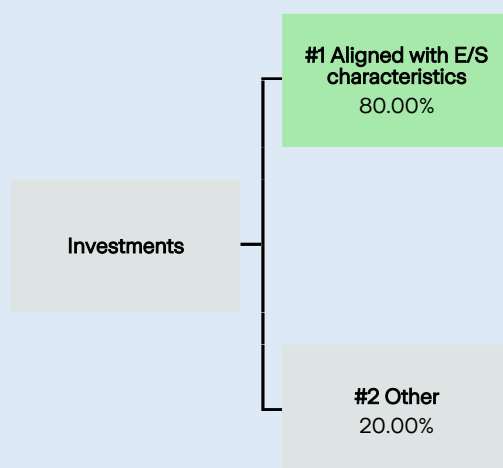 #1 Aligned with E/S
characteristics
80.00%
Investments
#2 Other
20.00%